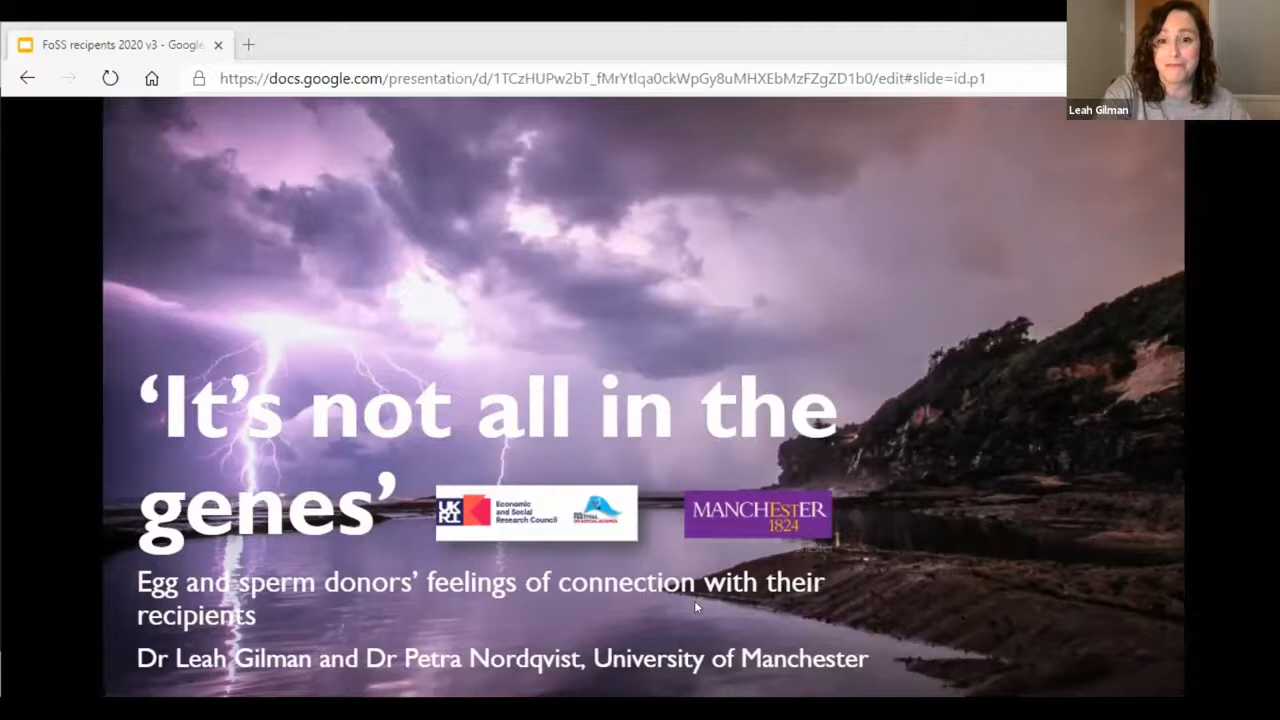 FoSS recipents 2020 v3 - Google
https://docs.google.com/presentation/d/1TCzHUPw2bT_fMrYtlqa0ckWpGy8uMHXEbMzFZgZD1b0/edit#slide=id.p1
Leah Gilman
‘It’s not all in the
genes’
UKRI
Economic
and Social
Research Council
MANCHESTER
1824
Egg and sperm donors’ feelings of connection with their
recipients
Dr Leah Gilman and Dr Petra Nordqvist, University of Manchester